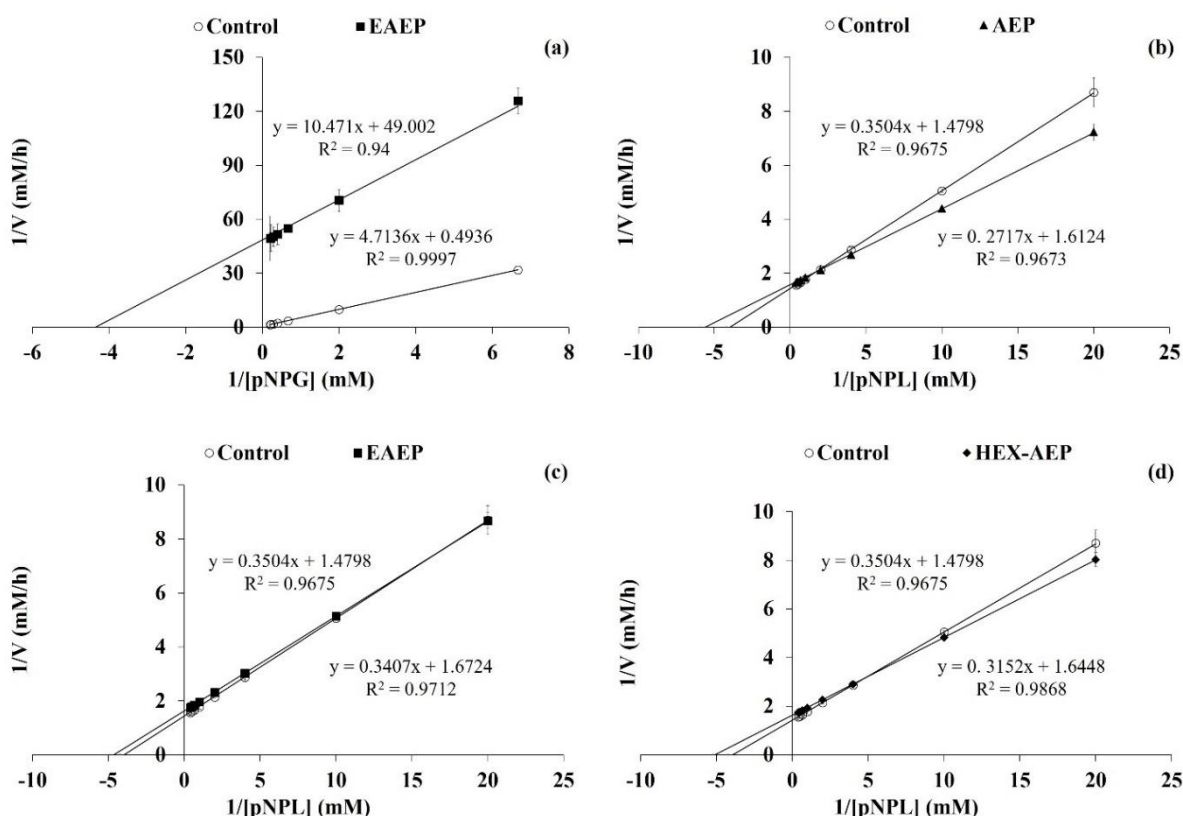 Control EAEP
(a)
150
120
90
60
30
0
y = 10.471x + 49.002
R² = 0.94
y = 4.7136x + 0.4936
R² = 0.9997
1/V (mM/h)
-6 -4 -2 0 2 4 6 8
1/[pNPG] (mM)
Control AEP
(b)
10
8
6
4
2
0
y = 0.3504x + 1.4798
R² = 0.9675
y = 0. 2717x + 1.6124
R² = 0.9673
1/V (mM/h)
-10 -5 0 5 10 15 20 25
1/[pNPL] (mM)
Control EAEP
(c)
10
8
6
4
2
0
y = 0.3504x + 1.4798
R² = 0.9675
y = 0.3407x + 1.6724
R² = 0.9712
1/V (mM/h)
-10 -5 0 5 10 15 20 25
1/[pNPL] (mM)
Control HEX-AEP
(d)
10
8
6
4
2
0
y = 0.3504x + 1.4798
R² = 0.9675
y = 0. 3152x + 1.6448
R² = 0.9868
1/V (mM/h)
-10 -5 0 5 10 15 20 25
1/[pNPL] (mM)